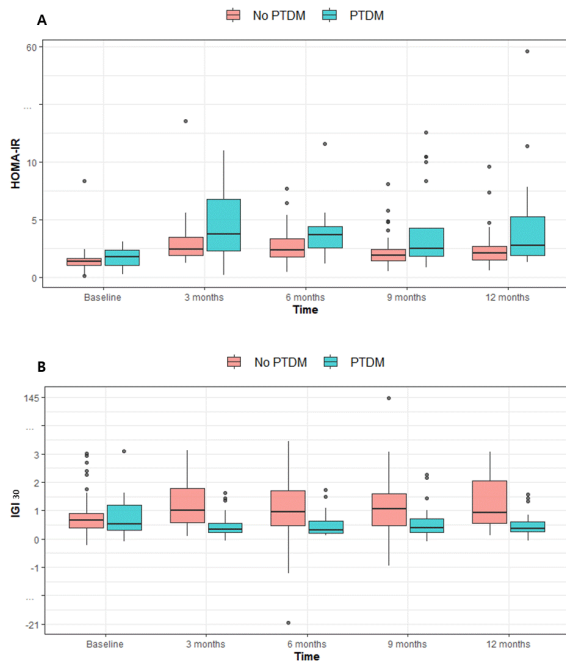 A
No PTDM PTDM
60
...
10
5
0
HOMA-IR
Baseline 3 months 6 months 9 months 12 months
Time
B
No PTDM PTDM
145
...
3
2
1
0
-1
...
-21
IGI 30
Baseline 3 months 6 months 9 months 12 months
Time